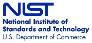 NIST
National Institute of
Standards and Technology
U.S. Department of Commerce